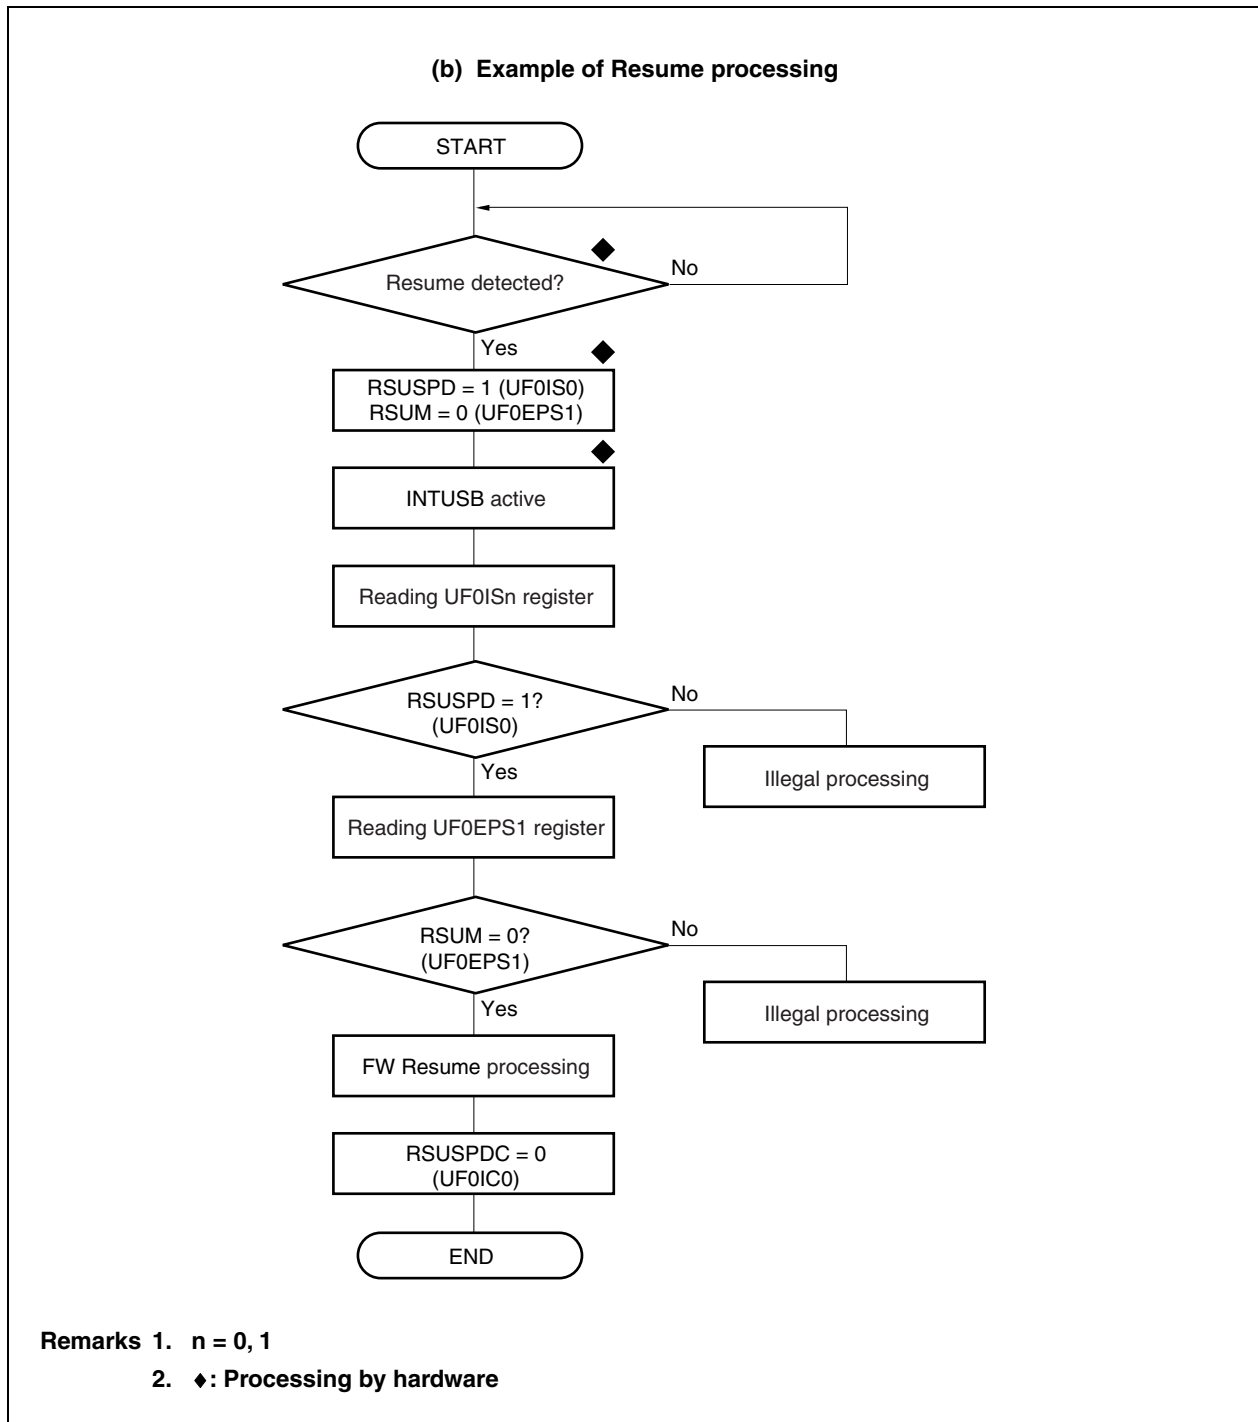 (b) Example of Resume processing
START
Resume detected?
No
Yes
RSUSPD = 1 (UF0IS0)
RSUM = 0 (UF0EPS1)
INTUSB active
Reading UF0ISn register
RSUSPD = 1?
(UF0IS0)
No
Yes
Illegal processing
Reading UF0EPS1 register
RSUM = 0?
(UF0EPS1)
No
Yes
Illegal processing
FW Resume processing
RSUSPDC = 0
(UF0IC0)
END
Remarks 1. n = 0, 1
2. ♦: Processing by hardware